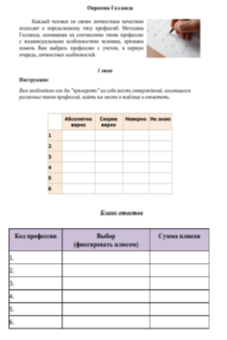 Опросник Голланда
Каждый человек по своим личностным качествам
подходит к определенному типу профессий. Методика
Голланда, основанная на соотнесении типов профессии
с индивидуальными особенностями человека, призвана
помочь Вам выбрать профессию с учетом, в первую
очередь, личностных особенностей.
1 этап
Инструкция:
Вам необходимо как бы "примерить" на себя шесть утверждений, касающихся
различных типов профессий, найти их место в таблице и ответить.
Абсолютно верно Скорее верно Неверно Не знаю
1
2
3
4
5
6
Бланк ответов
Код профессии Выбор (фиксировать плюсом) Сумма плюсов
1.
2.
3.
4.
5.
6.